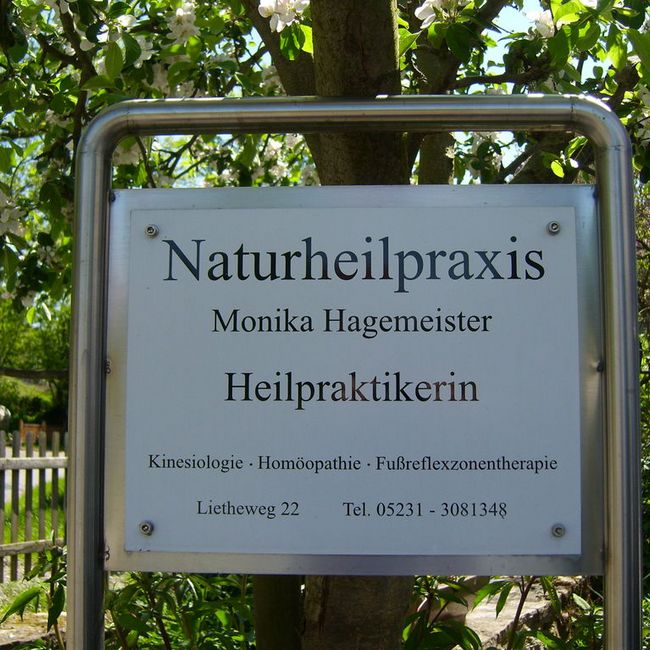 Naturheilpraxis
Monika Hagemeister
Heilpraktikerin
Kinesiologie · Homöopathie · Fußreflexzonentherapie
Lietheweg 22 Tel. 05231 - 3081348